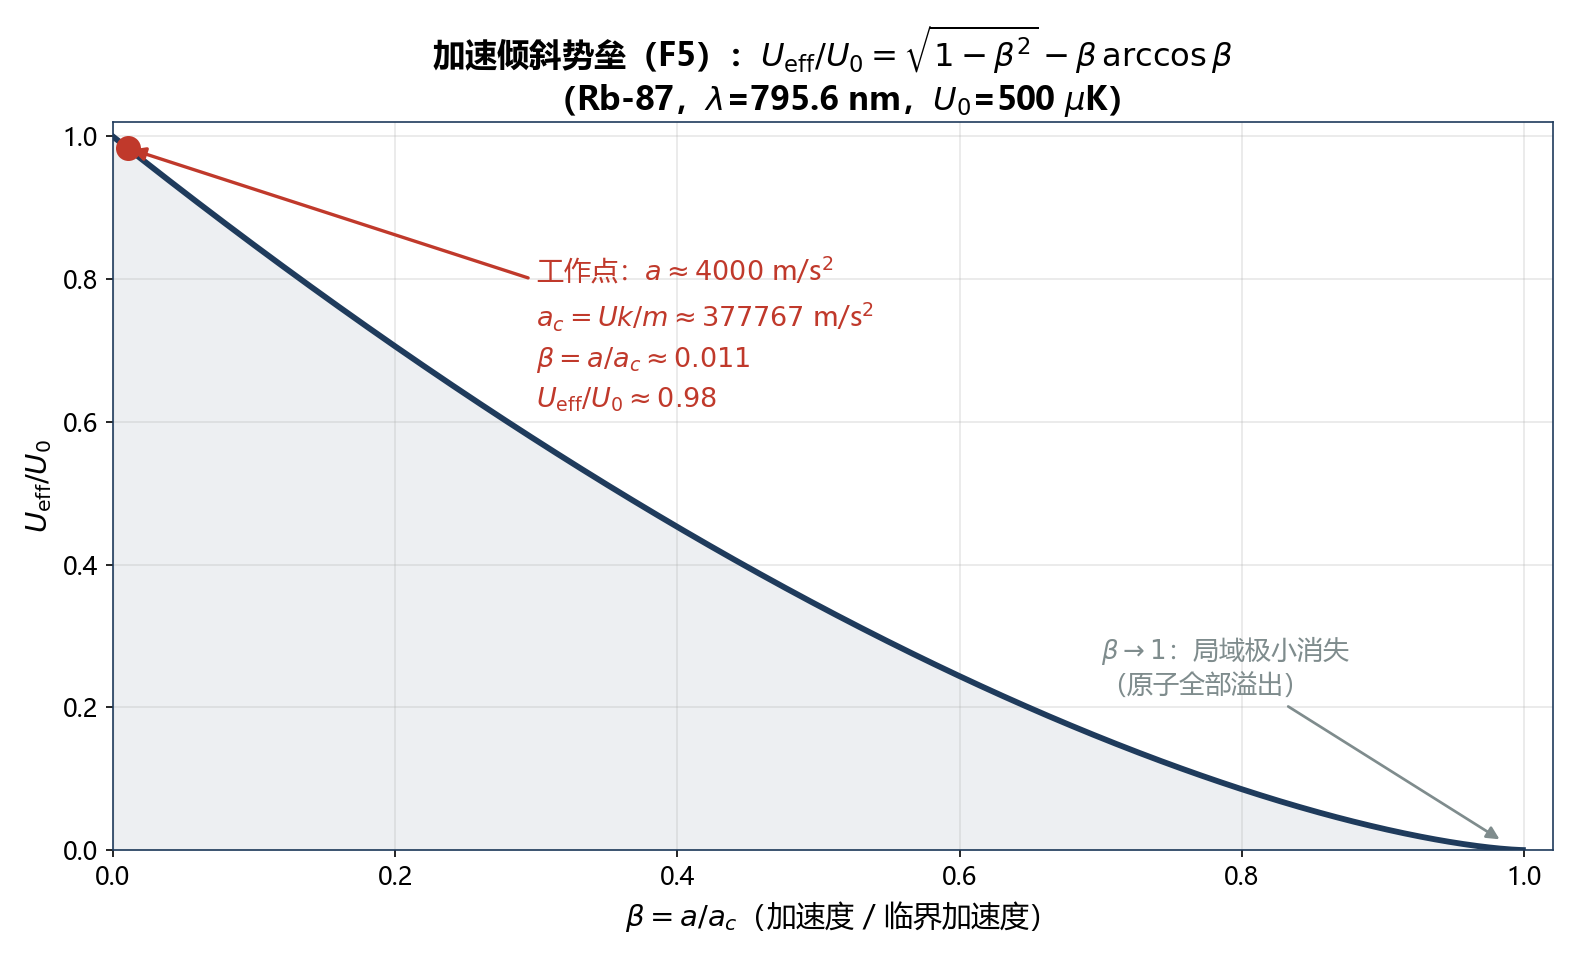 加速倾斜势垒（F5）：U_eff/U_0 = √(1 − β²) − β arccos β
（Rb-87，λ=795.6 nm，U_0=500 μK）
U_eff/U_0
1.0
0.8
0.6
0.4
0.2
0.0
工作点：a ≈ 4000 m/s²
a_c = Uk/m ≈ 377767 m/s²
β = a/a_c ≈ 0.011
U_eff/U_0 ≈ 0.98
β → 1：局域极小消失
（原子全部溢出）
0.0 0.2 0.4 0.6 0.8 1.0
β = a/a_c（加速度 / 临界加速度）